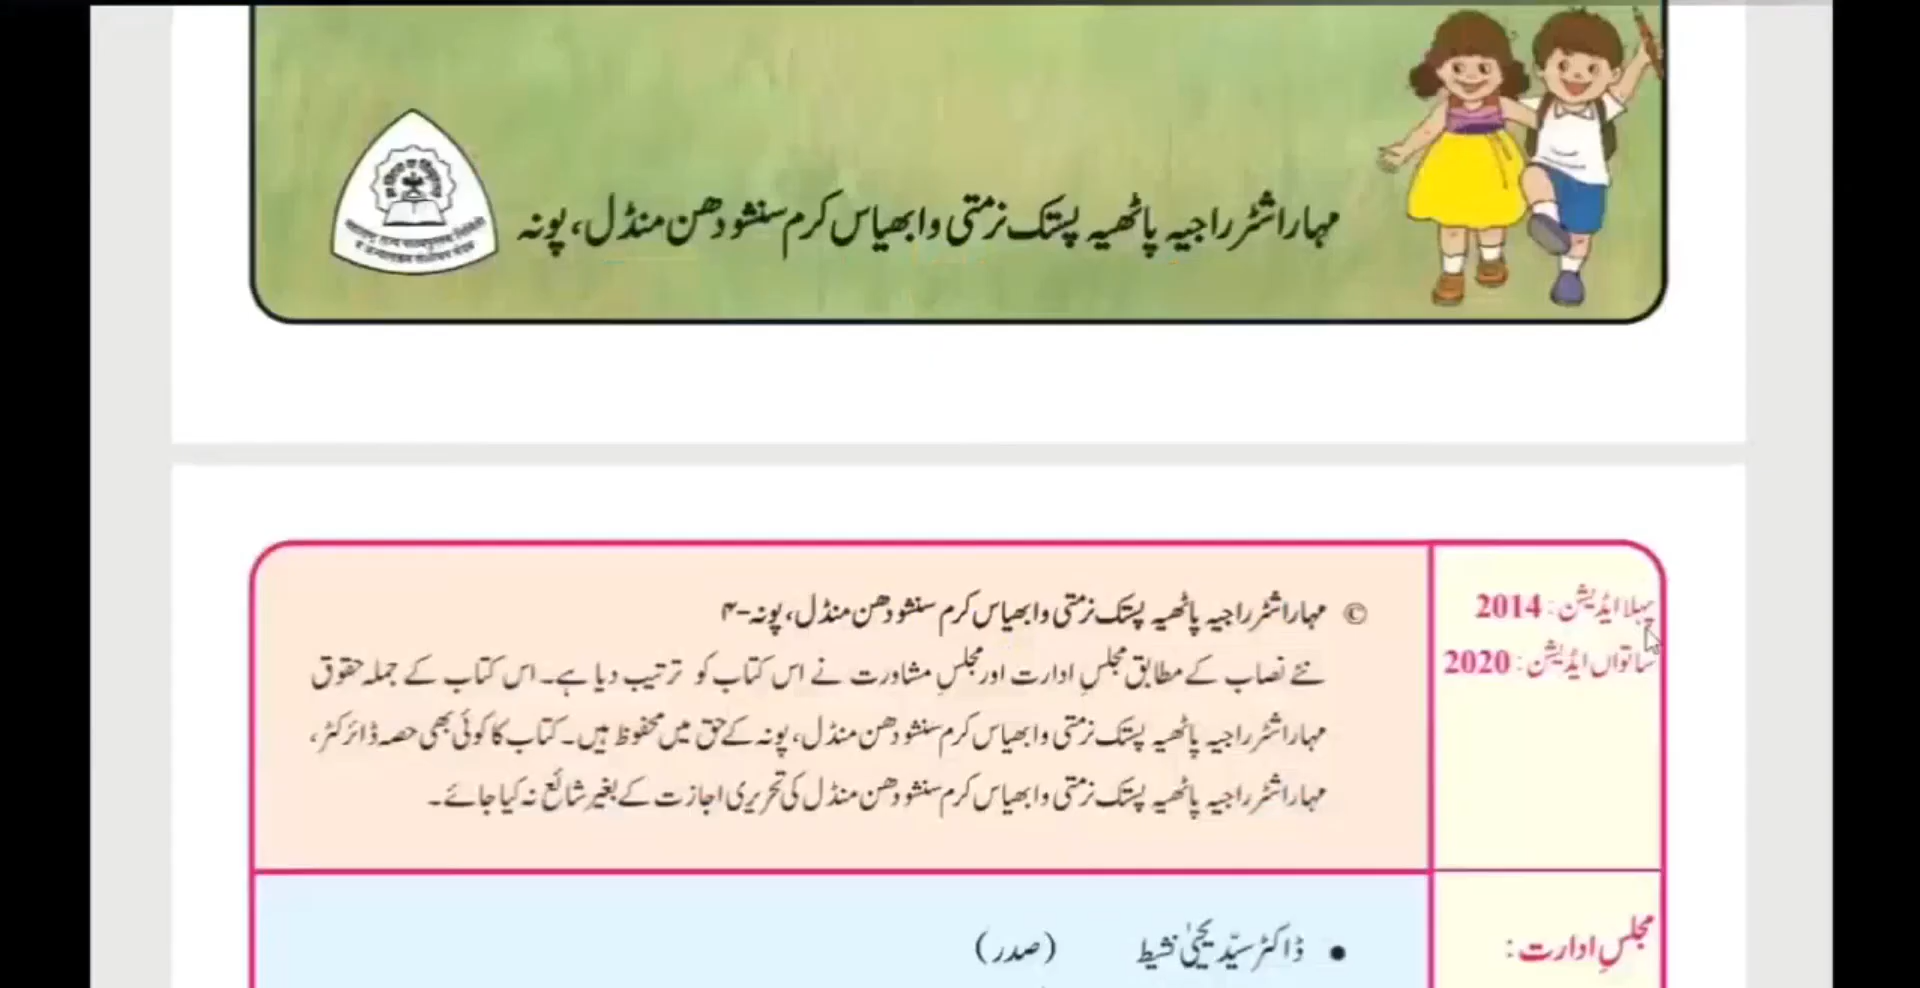 مہاراشٹر راجیہ پاٹھیہ پستک نرمتی و ابھیاس کرم سنشودھن منڈل، پونہ
پہلا ایڈیشن : 2014
ساتواں ایڈیشن : 2020
© مہاراشٹر راجیہ پاٹھیہ پستک نرمتی و ابھیاس کرم سنشودھن منڈل، پونہ-۴
نئے نصاب کے مطابق مجلسِ ادارت اور مجلسِ مشاورت نے اس کتاب کو ترتیب دیا ہے۔ اس کتاب کے جملہ حقوق
مہاراشٹر راجیہ پاٹھیہ پستک نرمتی و ابھیاس کرم سنشودھن منڈل، پونہ کے حق میں محفوظ ہیں۔ کتاب کا کوئی بھی حصہ ڈائرکٹر،
مہاراشٹر راجیہ پاٹھیہ پستک نرمتی و ابھیاس کرم سنشودھن منڈل کی تحریری اجازت کے بغیر شائع نہ کیا جائے۔
مجلسِ ادارت :
• ڈاکٹر سیّد یحییٰ نشیط (صدر)